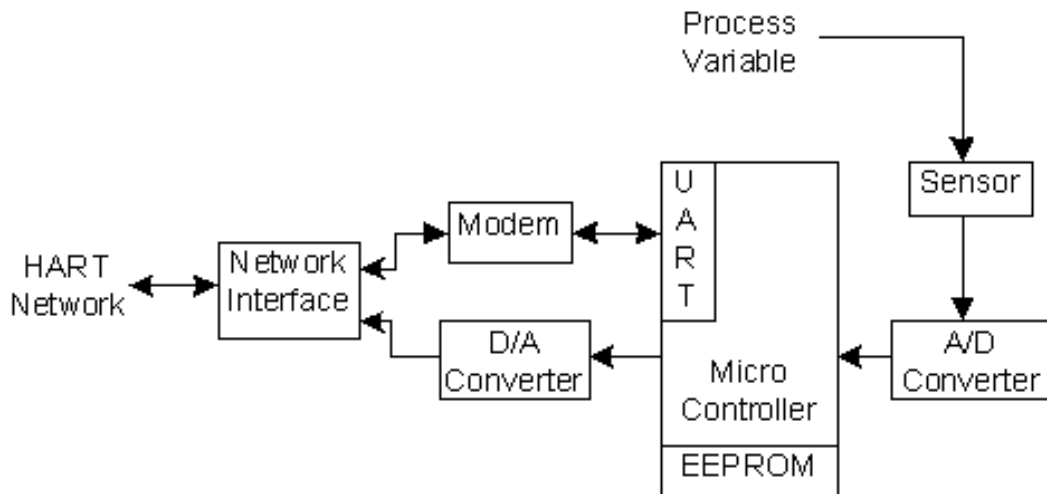 Process
Variable
Sensor
U
A
R
T
Modem
HART
Network
Network
Interface
D/A
Converter
Micro
Controller
A/D
Converter
EEPROM